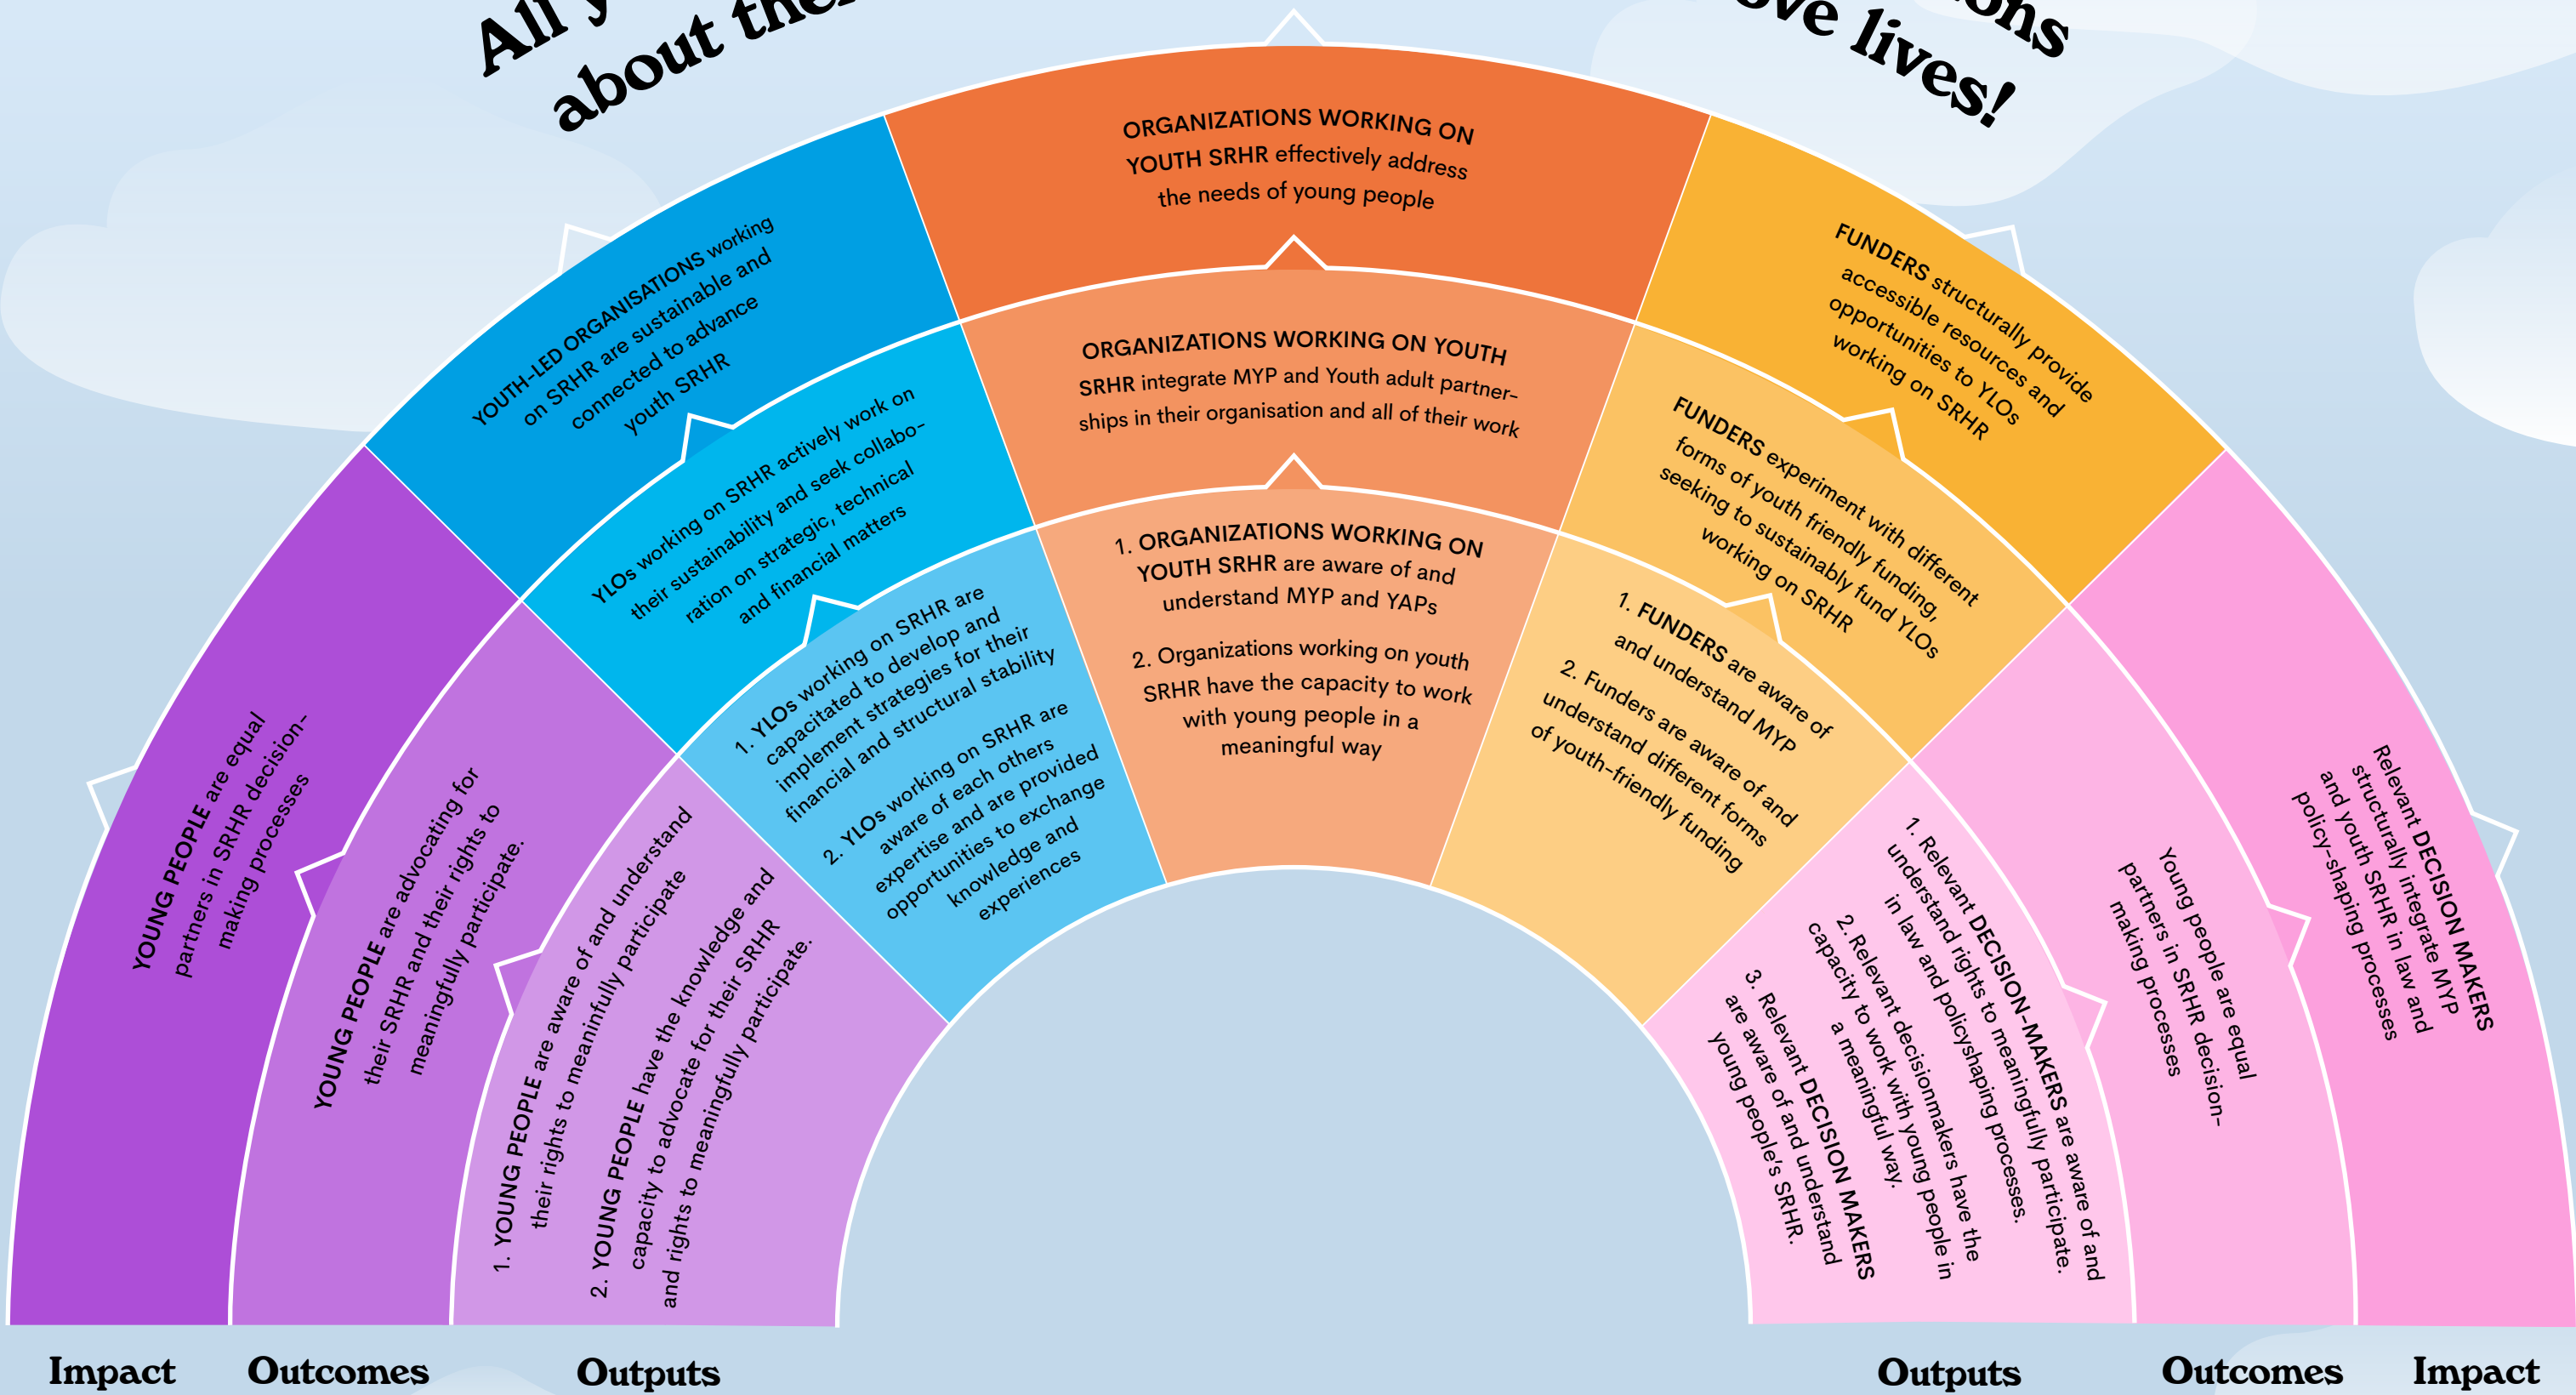 All
about
ons
ove lives!
YOUNG PEOPLE are equal
partners in SRHR decision-
making processes
YOUNG PEOPLE are advocating for
their SRHR and their rights to
meaningfully participate.
1. YOUNG PEOPLE are aware of and understand
their rights to meaninfully participate
2. YOUNG PEOPLE have the knowledge and
capacity to advocate for their SRHR
and rights to meaningfully participate.
YOUTH-LED ORGANISATIONS working
on SRHR are sustainable and
connected to advance
youth SRHR
YLOs working on SRHR actively work on
their sustainability and seek collabo-
ration on strategic, technical
and financial matters
1. YLOs working on SRHR are
capacitated to develop and
implement strategies for their
financial and structural stability
2. YLOs working on SRHR are
aware of each others
expertise and are provided
opportunities to exchange
knowledge and
experiences
ORGANIZATIONS WORKING ON
YOUTH SRHR effectively address
the needs of young people
ORGANIZATIONS WORKING ON YOUTH
SRHR integrate MYP and Youth adult partner-
ships in their organisation and all of their work
1. ORGANIZATIONS WORKING ON
YOUTH SRHR are aware of and
understand MYP and YAPs
2. Organizations working on youth
SRHR have the capacity to work
with young people in a
meaningful way
FUNDERS structurally provide
accessible resources and
opportunities to YLOs
working on SRHR
FUNDERS experiment with different
forms of youth friendly funding,
seeking to sustainably fund YLOs
working on SRHR
1. FUNDERS are aware of
and understand MYP
2. Funders are aware of and
understand different forms
of youth-friendly funding
Relevant DECISION MAKERS
structurally integrate MYP
and youth SRHR in law and
policy-shaping processes
Young people are equal
partners in SRHR decision-
making processes
1. Relevant DECISION-MAKERS are aware of and
understand rights to meaningfully participate.
in law and policyshaping processes.
2. Relevant decisionmakers have the
capacity to work with young people in
a meaningful way.
3. Relevant DECISION MAKERS
are aware of and understand
young people's SRHR.
Impact Outcomes Outputs Outputs Outcomes Impact